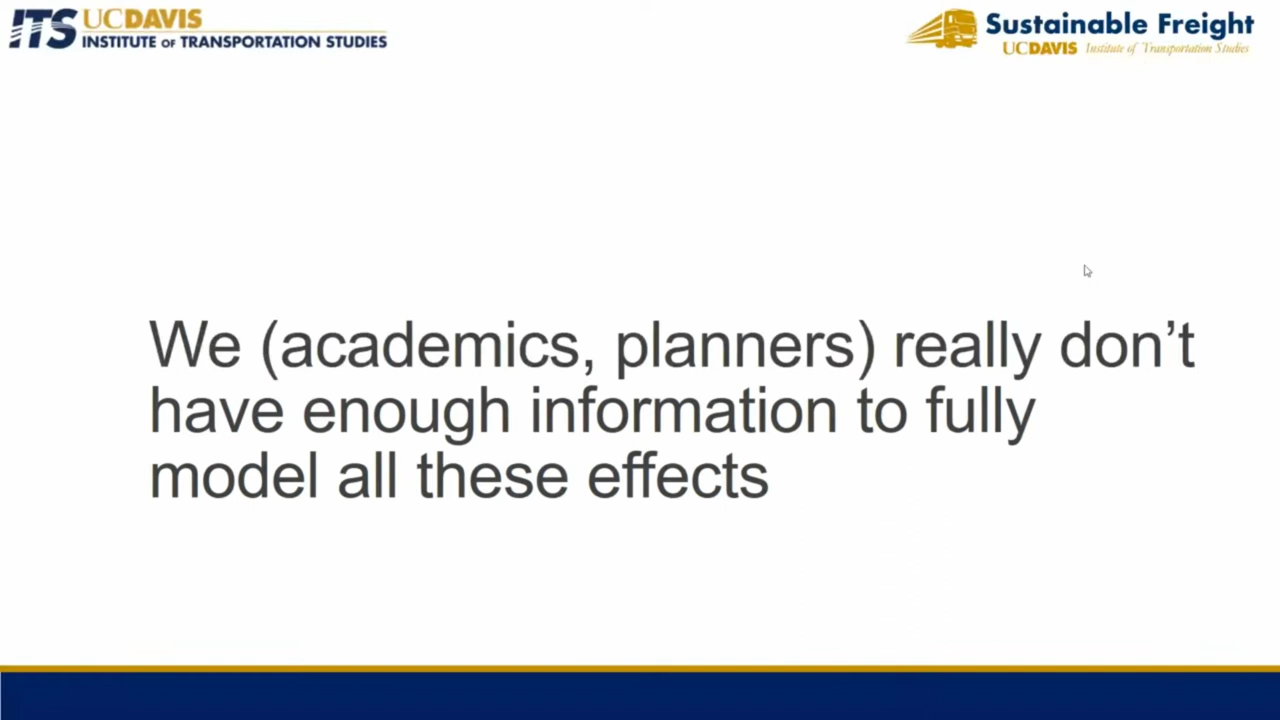 ITS UCDAVIS
INSTITUTE OF TRANSPORTATION STUDIES
Sustainable Freight
UCDAVIS Institute of Transportation Studies
We (academics, planners) really don’t
have enough information to fully
model all these effects